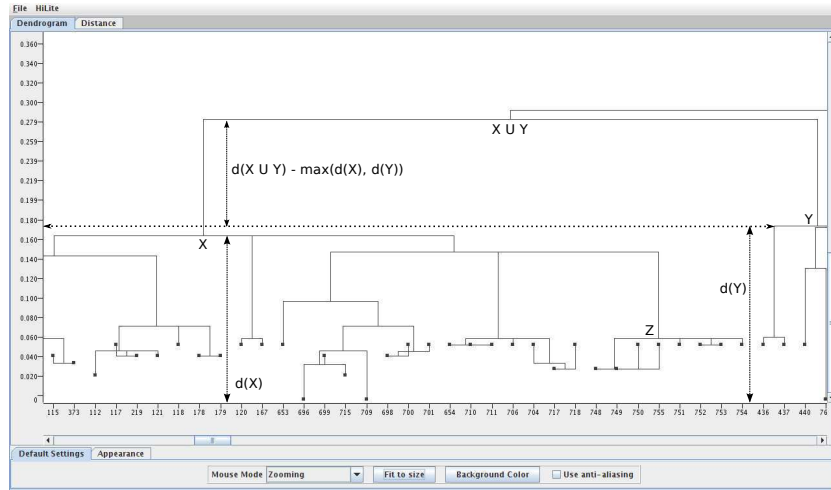 File HiLite
Dendrogram Distance
0.360
0.340
0.320
0.300
0.279
X U Y
0.259
0.239
d(X U Y) - max(d(X), d(Y))
0.219
0.199
0.180
Y
0.160
X
0.140
0.120
d(Y)
0.100
0.080
Z
0.060
0.040
d(X)
0.020
0
115 373 112 117 219 121 118 178 179 120 167 653 696 699 715 709 698 700 701 654 710 711 706 704 717 718 748 749 750 755 751 752 753 754 436 437 440 76
Default Settings Appearance
Mouse Mode Zooming Fit to size Background Color Use anti-aliasing